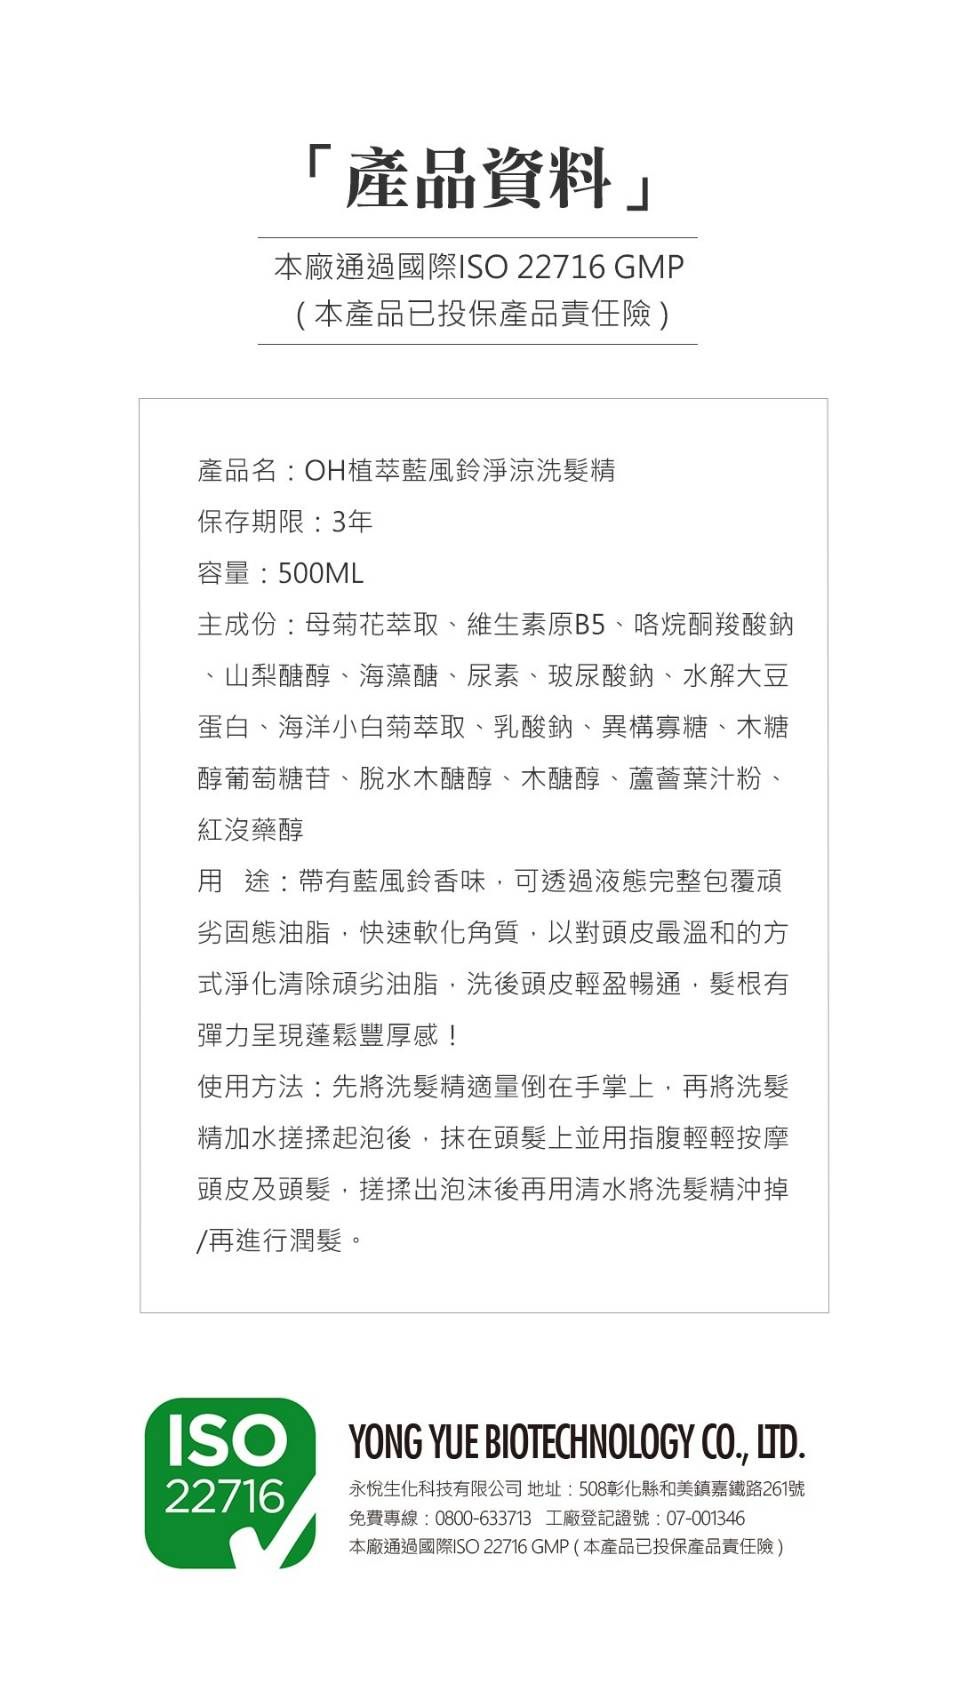 「產品資料」
本廠通過國際ISO 22716 GMP
(本產品已投保產品責任險)
產品名：OH植萃藍風鈴淨涼洗髮精
保存期限：3年
容量：500ML
主成份：母菊花萃取、維生素原B5、咯烷酮羧酸鈉
、山梨醣醇、海藻醣、尿素、玻尿酸鈉、水解大豆
蛋白、海洋小白菊萃取、乳酸鈉、異構寡糖、木糖
醇葡萄糖苷、脫水木醣醇、木醣醇、蘆薈葉汁粉、
紅沒藥醇
用 途：帶有藍風鈴香味，可透過液態完整包覆頑
劣固態油脂，快速軟化角質，以對頭皮最溫和的方
式淨化清除頑劣油脂，洗後頭皮輕盈暢通，髮根有
彈力呈現蓬鬆豐厚感！
使用方法：先將洗髮精適量倒在手掌上，再將洗髮
精加水搓揉起泡後，抹在頭髮上並用指腹輕輕按摩
頭皮及頭髮，搓揉出泡沫後再用清水將洗髮精沖掉
/再進行潤髮。
ISO
22716
YONG YUE BIOTECHNOLOGY CO., LTD.
永悅生化科技有限公司 地址：508彰化縣和美鎮嘉鐵路261號
免費專線：0800-633713 工廠登記證號：07-001346
本廠通過國際ISO 22716 GMP (本產品已投保產品責任險)